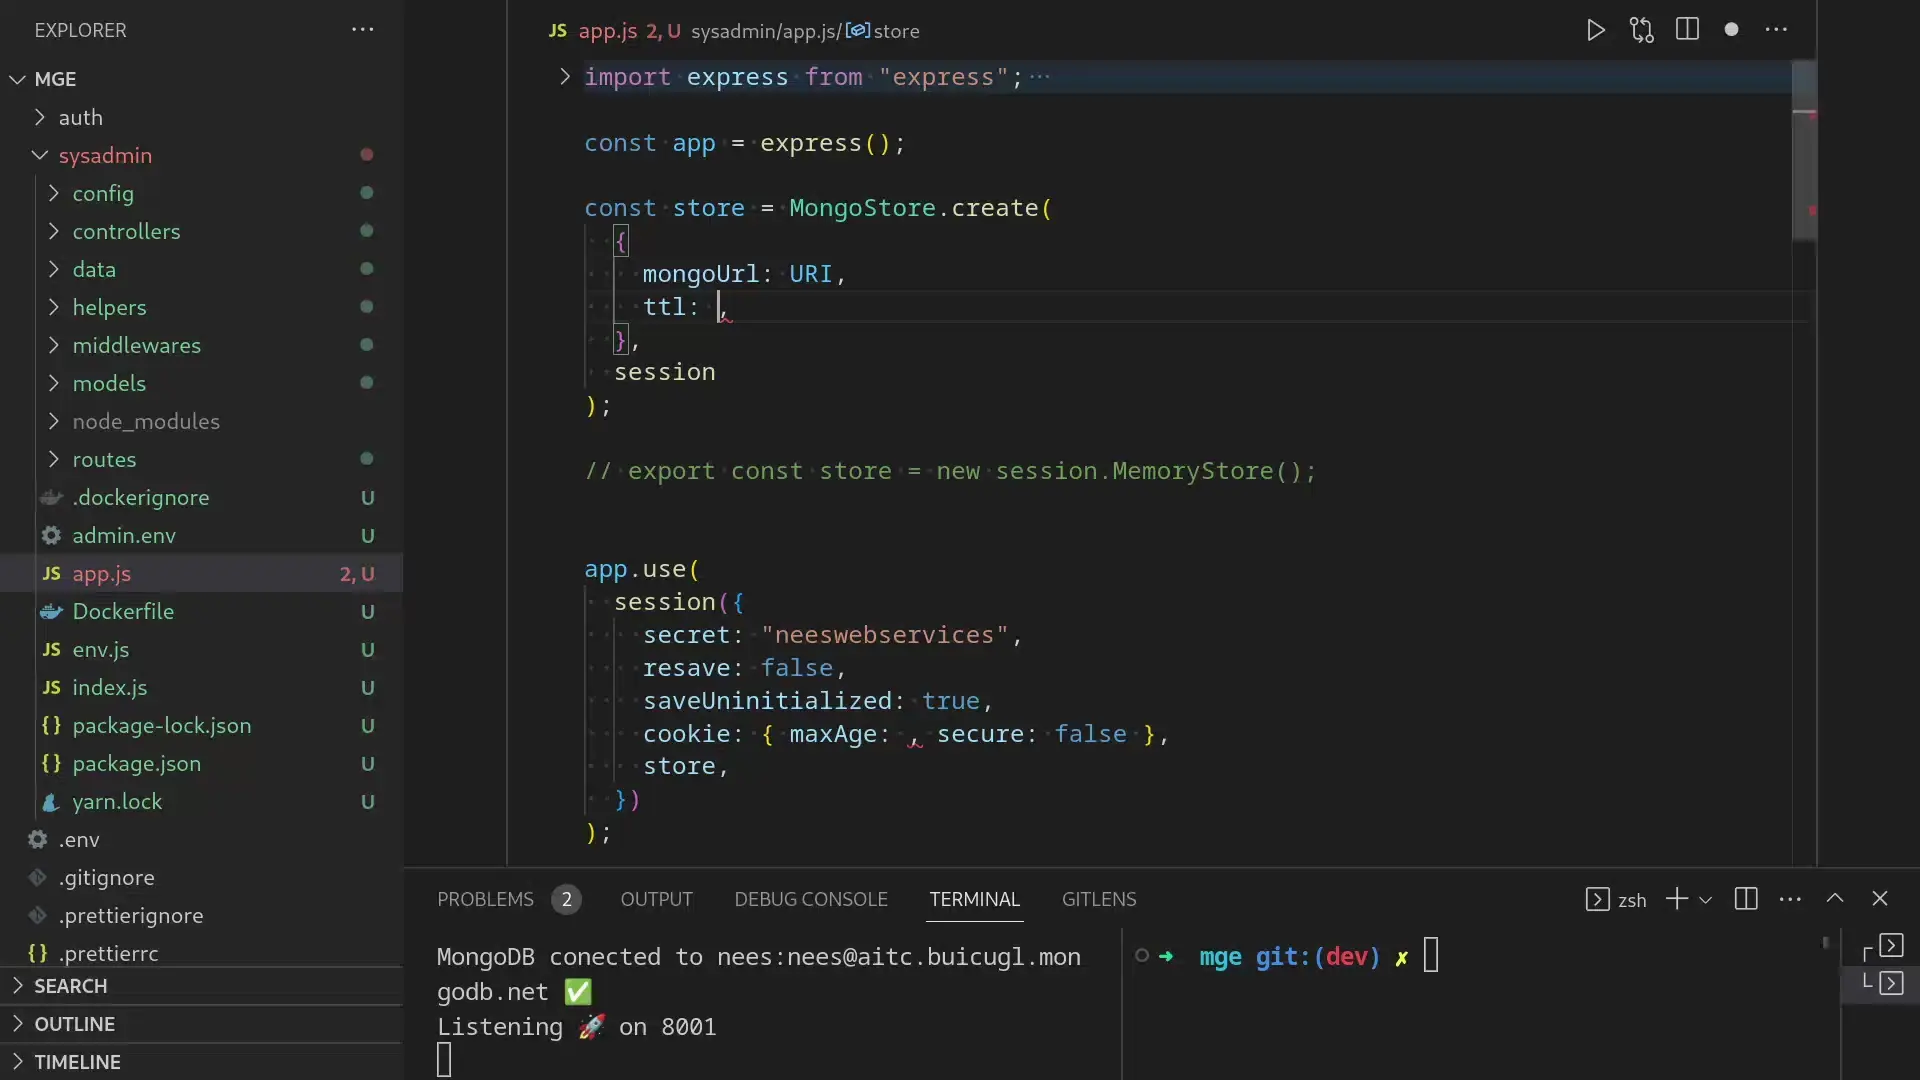 EXPLORER
MGE
auth
sysadmin
config
controllers
data
helpers
middlewares
models
node_modules
routes
.dockerignore U
admin.env U
JS app.js 2, U
Dockerfile U
JS env.js U
JS index.js U
{} package-lock.json U
{} package.json U
yarn.lock U
.env
.gitignore
.prettierignore
{} .prettierrc
SEARCH
OUTLINE
TIMELINE
JS app.js 2, U sysadmin/app.js/store
import express from "express";
const app = express();
const store = MongoStore.create(
{
mongoUrl: URI,
ttl: ,
},
session
);
// export const store = new session.MemoryStore();
app.use(
session({
secret: "neeswebservices",
resave: false,
saveUninitialized: true,
cookie: { maxAge: , secure: false },
store,
})
);
PROBLEMS 2 OUTPUT DEBUG CONSOLE TERMINAL GITLENS zsh
MongoDB conected to nees:nees@aitc.buicugl.mon
godb.net ✅
Listening 🚀 on 8001
➜ mge git:(dev) ✗